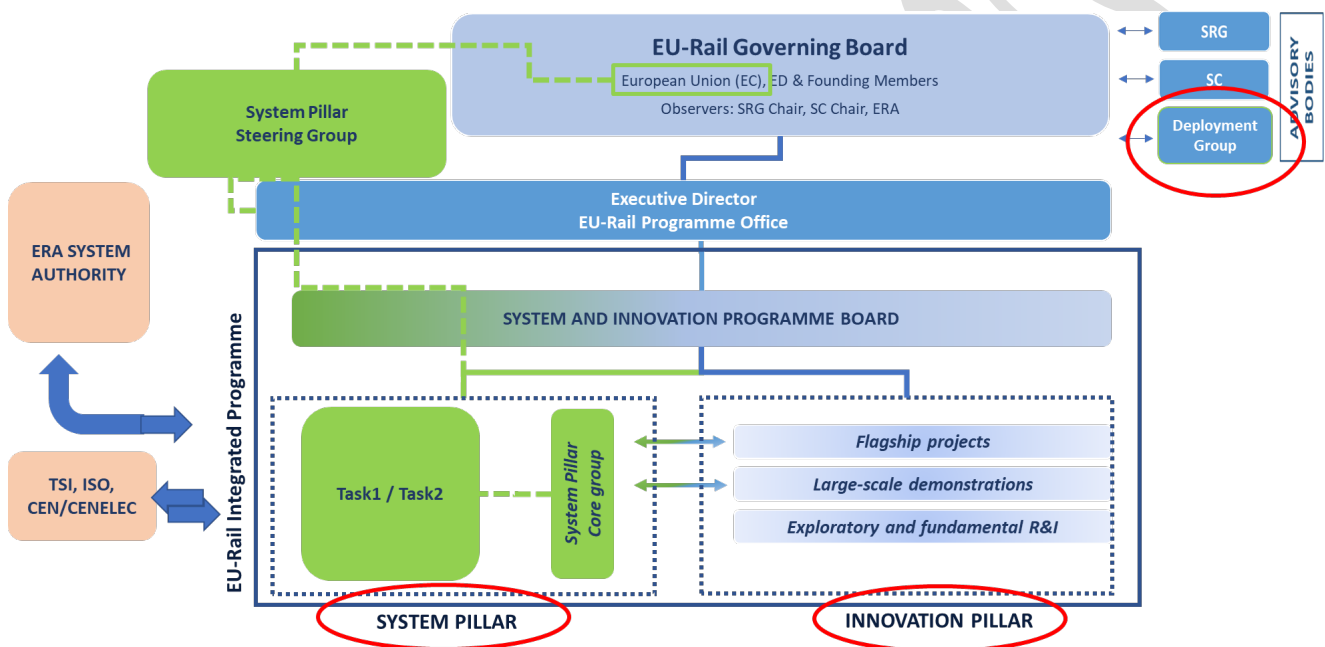 EU-Rail Governing Board
European Union (EC), ED & Founding Members
Observers: SRG Chair, SC Chair, ERA
SRG
SC
Deployment
Group
ADVISORY
BODIES
System Pillar
Steering Group
Executive Director
EU-Rail Programme Office
ERA SYSTEM
AUTHORITY
SYSTEM AND INNOVATION PROGRAMME BOARD
EU-Rail Integrated Programme
Task1 / Task2
System Pillar
Core group
Flagship projects
Large-scale demonstrations
Exploratory and fundamental R&I
TSI, ISO,
CEN/CENELEC
SYSTEM PILLAR
INNOVATION PILLAR